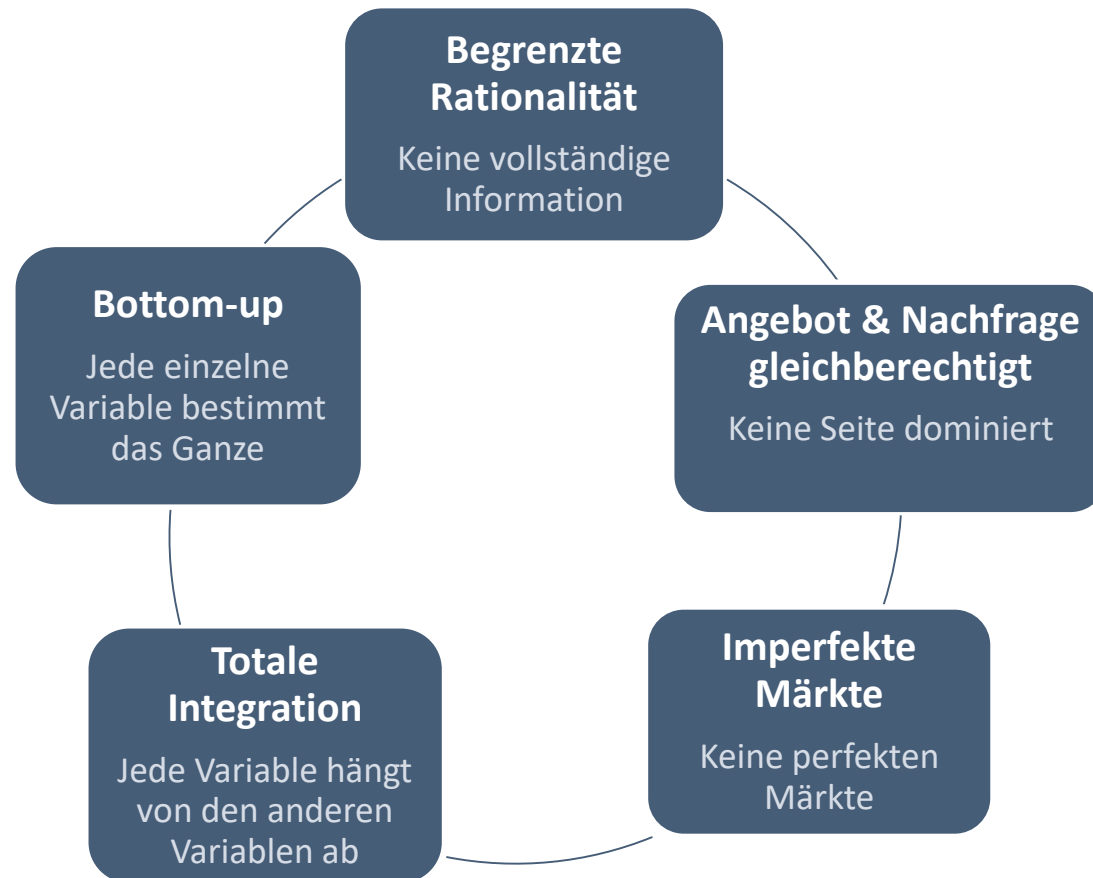 Begrenzte
Rationalität
Keine vollständige
Information
Angebot & Nachfrage
gleichberechtigt
Keine Seite dominiert
Imperfekte
Märkte
Keine perfekten
Märkte
Totale
Integration
Jede Variable hängt
von den anderen
Variablen ab
Bottom-up
Jede einzelne
Variable bestimmt
das Ganze